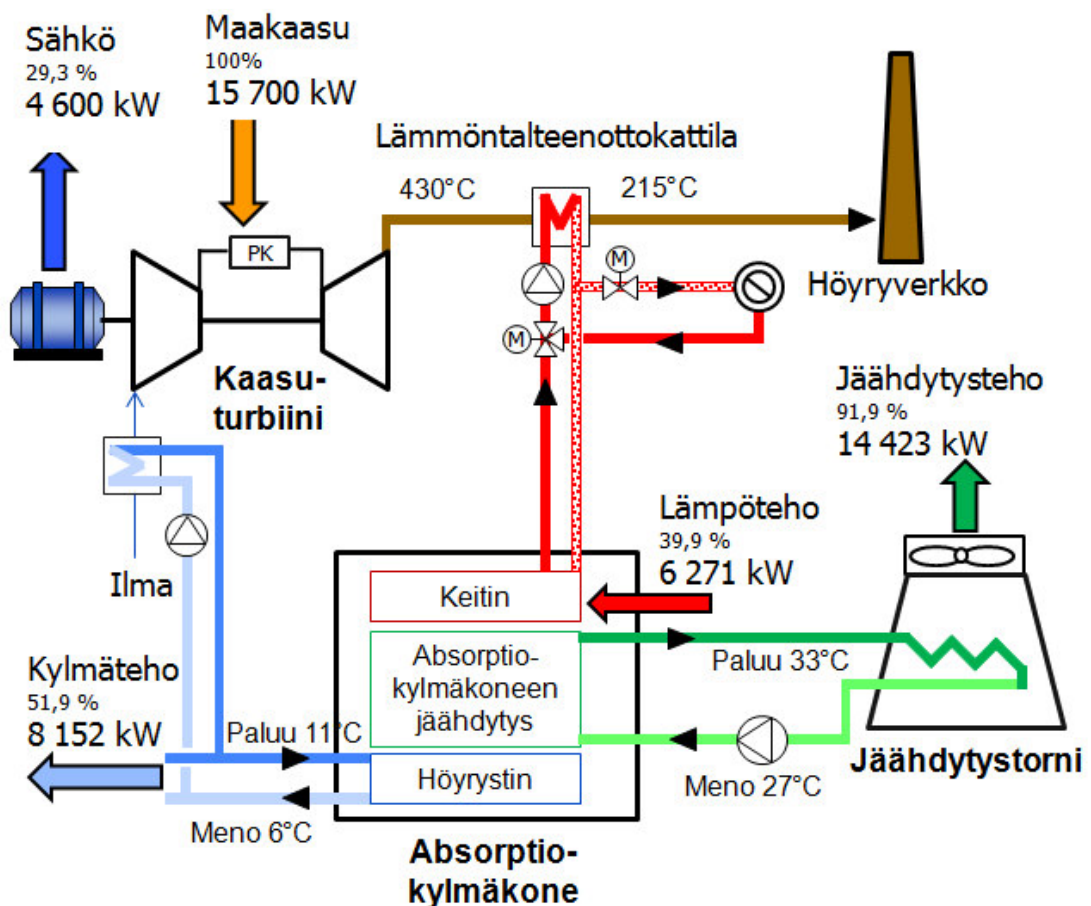 Sähkö
29,3 %
4 600 kW
Maakaasu
100%
15 700 kW
Lämmöntalteenottokattila
430°C
215°C
PK
M
Höyryverkko
M
Kaasu-
turbiini
Jäähdytysteho
91,9 %
14 423 kW
Lämpöteho
39,9 %
6 271 kW
Ilma
Keitin
Absorptio-
kylmäkoneen
jäähdytys
Höyrystin
Paluu 33°C
Kylmäteho
51,9 %
8 152 kW
Paluu 11°C
Meno 6°C
Meno 27°C
Jäähdytystorni
Absorptio-
kylmäkone